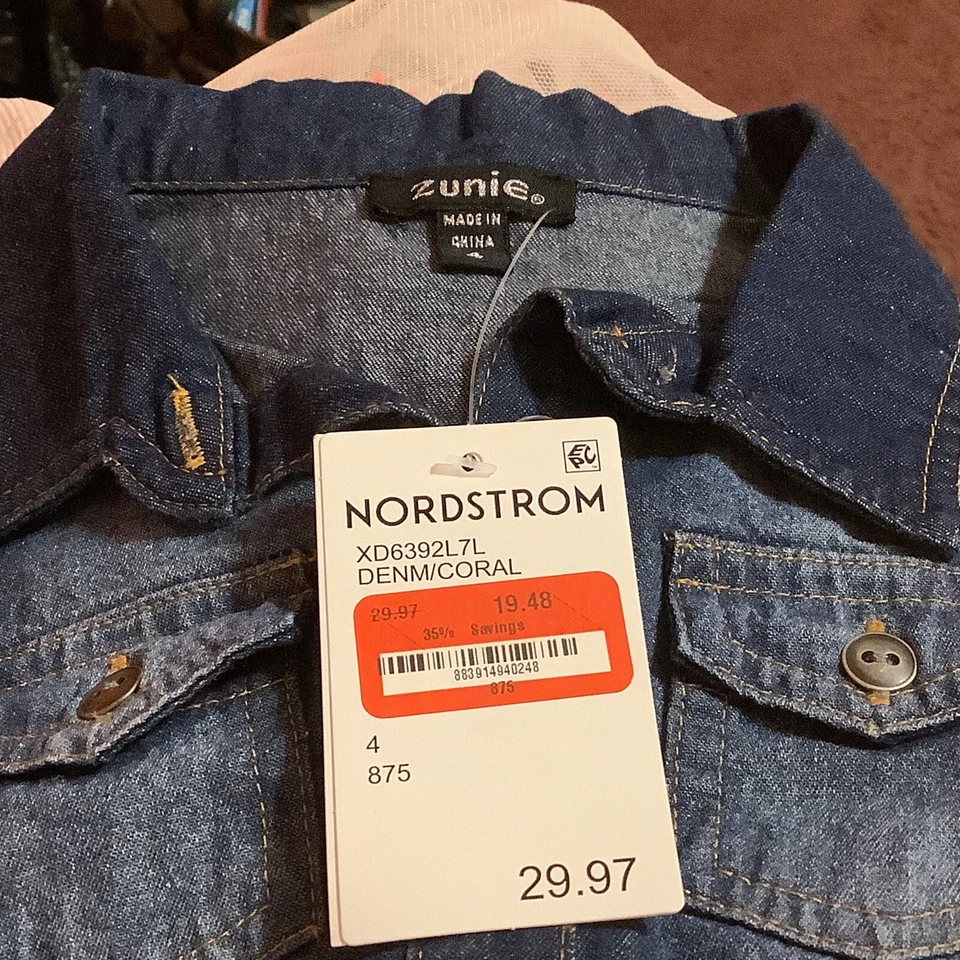 zunie®
MADE IN
CHINA
4
EPC™
NORDSTROM
XD6392L7L
DENM/CORAL
29.97 19.48
35% Savings
883914940248
875
4
875
29.97